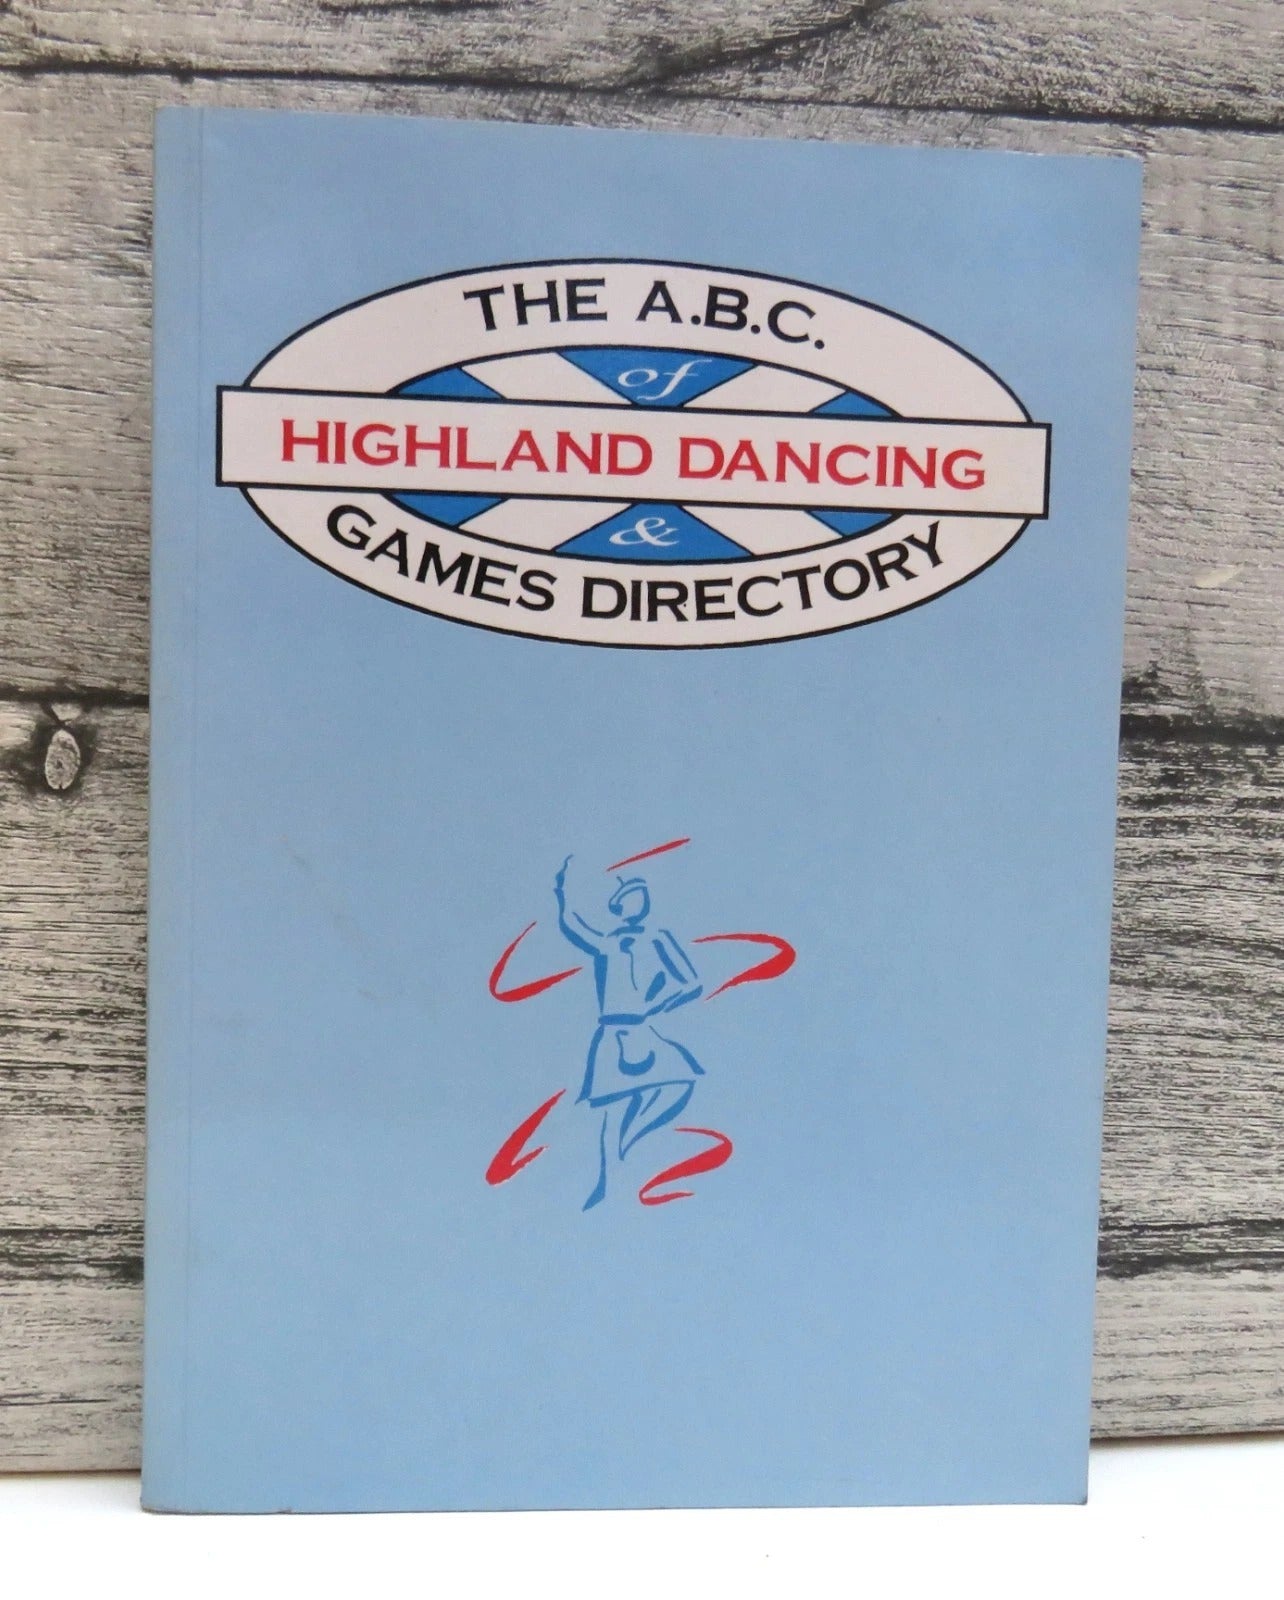 THE A.B.C.
of
HIGHLAND DANCING
&
GAMES DIRECTORY